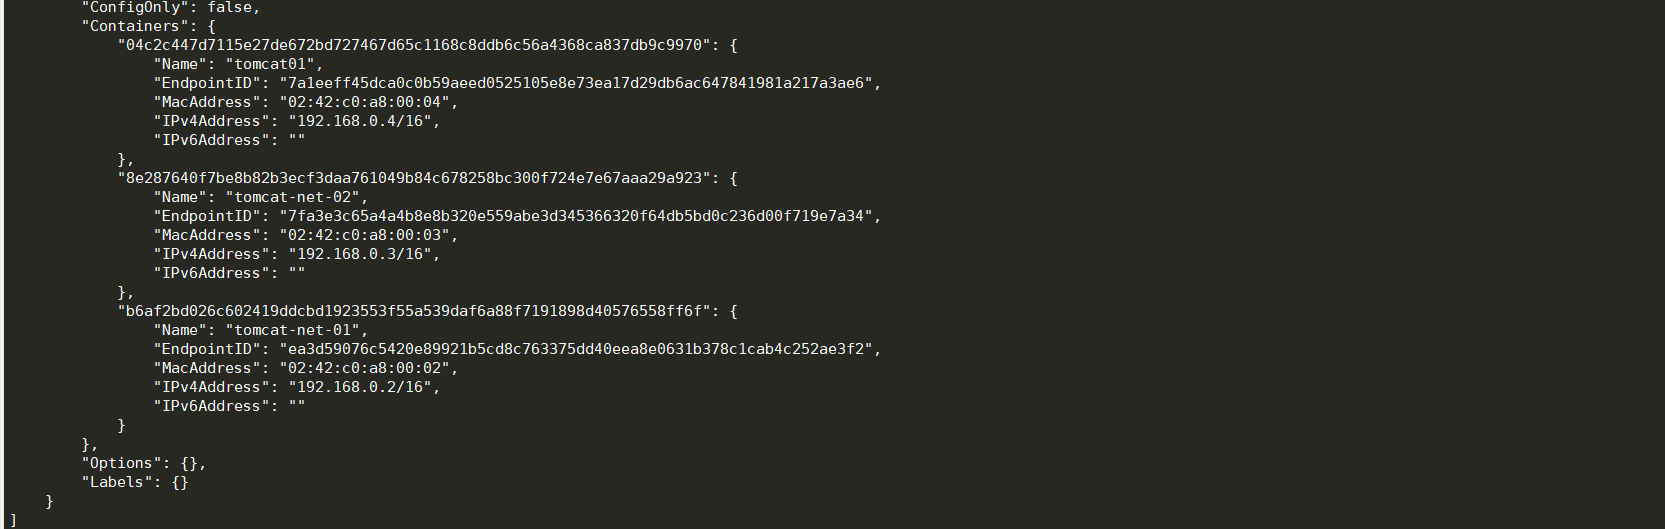 "ConfigOnly": false,
"Containers": {
"04c2c447d7115e27de672bd727467d65c1168c8ddb6c56a4368ca837db9c9970": {
"Name": "tomcat01",
"EndpointID": "7a1eeff45dca0c0b59aeed0525105e8e73ea17d29db6ac647841981a217a3ae6",
"MacAddress": "02:42:c0:a8:00:04",
"IPv4Address": "192.168.0.4/16",
"IPv6Address": ""
},
"8e287640f7be8b82b3ecf3daa761049b84c678258bc300f724e7e67aaa29a923": {
"Name": "tomcat-net-02",
"EndpointID": "7fa3e3c65a4a4b8e8b320e559abe3d345366320f64db5bd0c236d00f719e7a34",
"MacAddress": "02:42:c0:a8:00:03",
"IPv4Address": "192.168.0.3/16",
"IPv6Address": ""
},
"b6af2bd026c602419ddcbd1923553f55a539daf6a88f7191898d40576558ff6f": {
"Name": "tomcat-net-01",
"EndpointID": "ea3d59076c5420e89921b5cd8c763375dd40eea8e0631b378c1cab4c252ae3f2",
"MacAddress": "02:42:c0:a8:00:02",
"IPv4Address": "192.168.0.2/16",
"IPv6Address": ""
}
},
"Options": {},
"Labels": {}
}
]